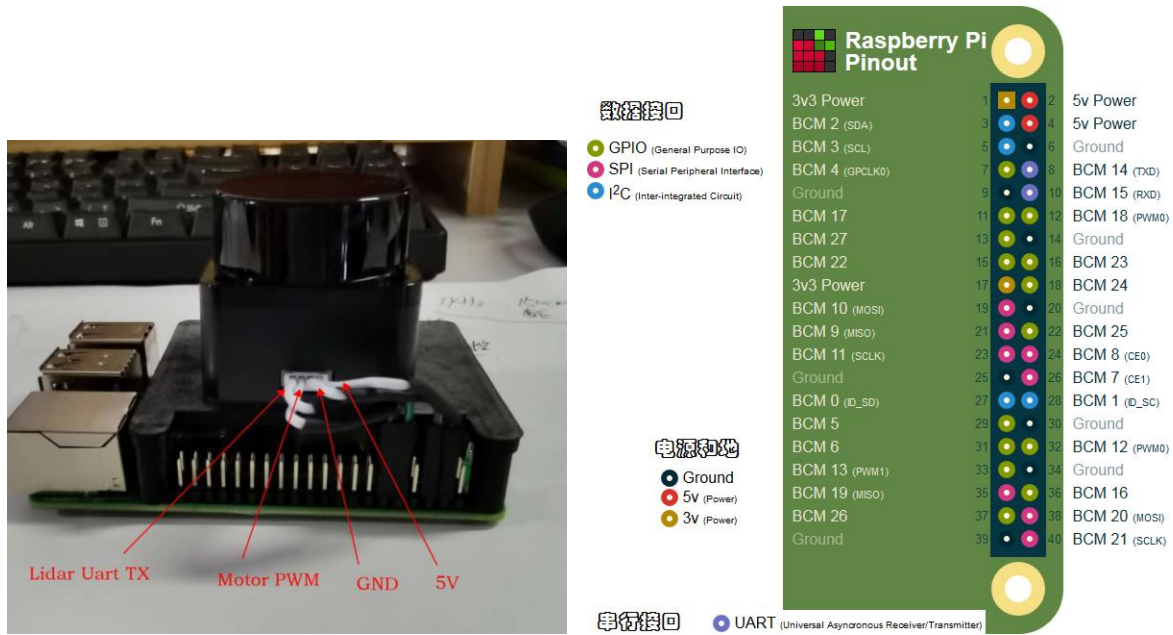 Alt
Fn
Lidar Uart TX
Motor PWM
GND
5V
数据接口
GPIO (General Purpose IO)
SPI (Serial Peripheral Interface)
I²C (Inter-integrated Circuit)
电源和地
Ground
5v (Power)
3v (Power)
串行接口
UART (Universal Asyncronous Receiver/Transmitter)
Raspberry Pi
Pinout
3v3 Power 1 2 5v Power
BCM 2 (SDA) 3 4 5v Power
BCM 3 (SCL) 5 6 Ground
BCM 4 (GPCLK0) 7 8 BCM 14 (TXD)
Ground 9 10 BCM 15 (RXD)
BCM 17 11 12 BCM 18 (PWM0)
BCM 27 13 14 Ground
BCM 22 15 16 BCM 23
3v3 Power 17 18 BCM 24
BCM 10 (MOSI) 19 20 Ground
BCM 9 (MISO) 21 22 BCM 25
BCM 11 (SCLK) 23 24 BCM 8 (CE0)
Ground 25 26 BCM 7 (CE1)
BCM 0 (ID_SD) 27 28 BCM 1 (ID_SC)
BCM 5 29 30 Ground
BCM 6 31 32 BCM 12 (PWM0)
BCM 13 (PWM1) 33 34 Ground
BCM 19 (MISO) 35 36 BCM 16
BCM 26 37 38 BCM 20 (MOSI)
Ground 39 40 BCM 21 (SCLK)